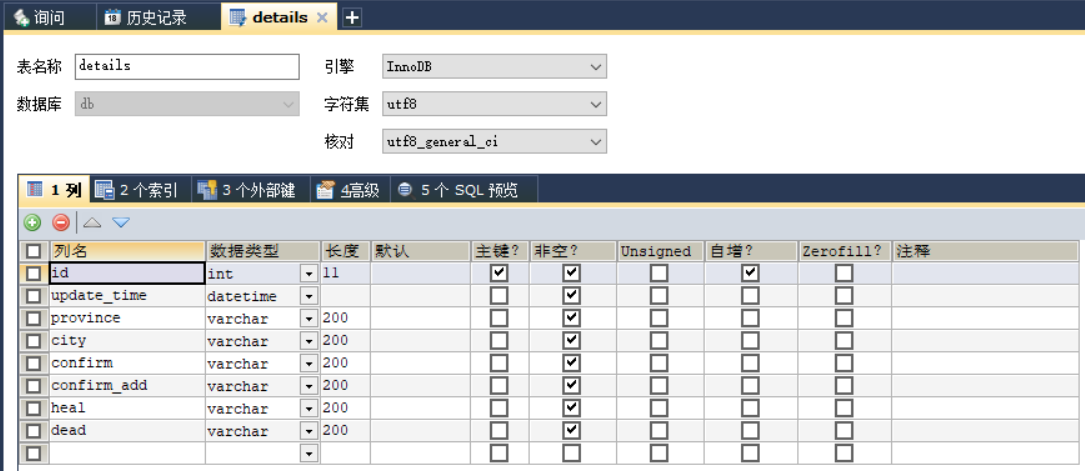 询问 历史记录 details
表名称 details 引擎 InnoDB
数据库 db 字符集 utf8
核对 utf8_general_ci
1 列 2 个索引 3 个外部键 4高级 5 个 SQL 预览
列名 数据类型 长度 默认 主键? 非空? Unsigned 自增? Zerofill? 注释
id int 11
update_time datetime
province varchar 200
city varchar 200
confirm varchar 200
confirm_add varchar 200
heal varchar 200
dead varchar 200